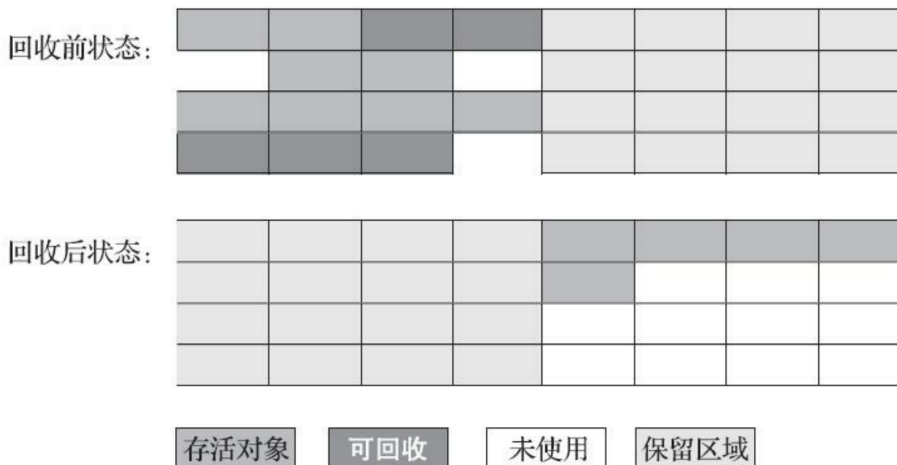 回收前状态：
回收后状态：
存活对象
可回收
未使用
保留区域